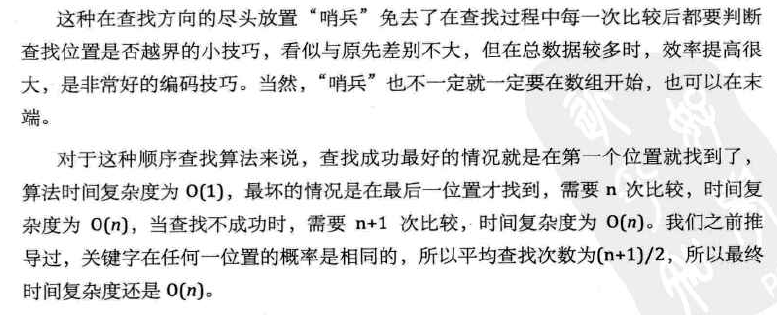 这种在查找方向的尽头放置“哨兵”免去了在查找过程中每一次比较后都要判断
查找位置是否越界的小技巧，看似与原先差别不大，但在总数据较多时，效率提高很
大，是非常好的编码技巧。当然，“哨兵”也不一定就一定要在数组开始，也可以在末
端。
对于这种顺序查找算法来说，查找成功最好的情况就是在第一个位置就找到了，
算法时间复杂度为 O(1)，最坏的情况是在最后一位置才找到，需要 n 次比较，时间复
杂度为 O(n)，当查找不成功时，需要 n+1 次比较，时间复杂度为 O(n)。我们之前推
导过，关键字在任何一位置的概率是相同的，所以平均查找次数为(n+1)/2，所以最终
时间复杂度还是 O(n)。